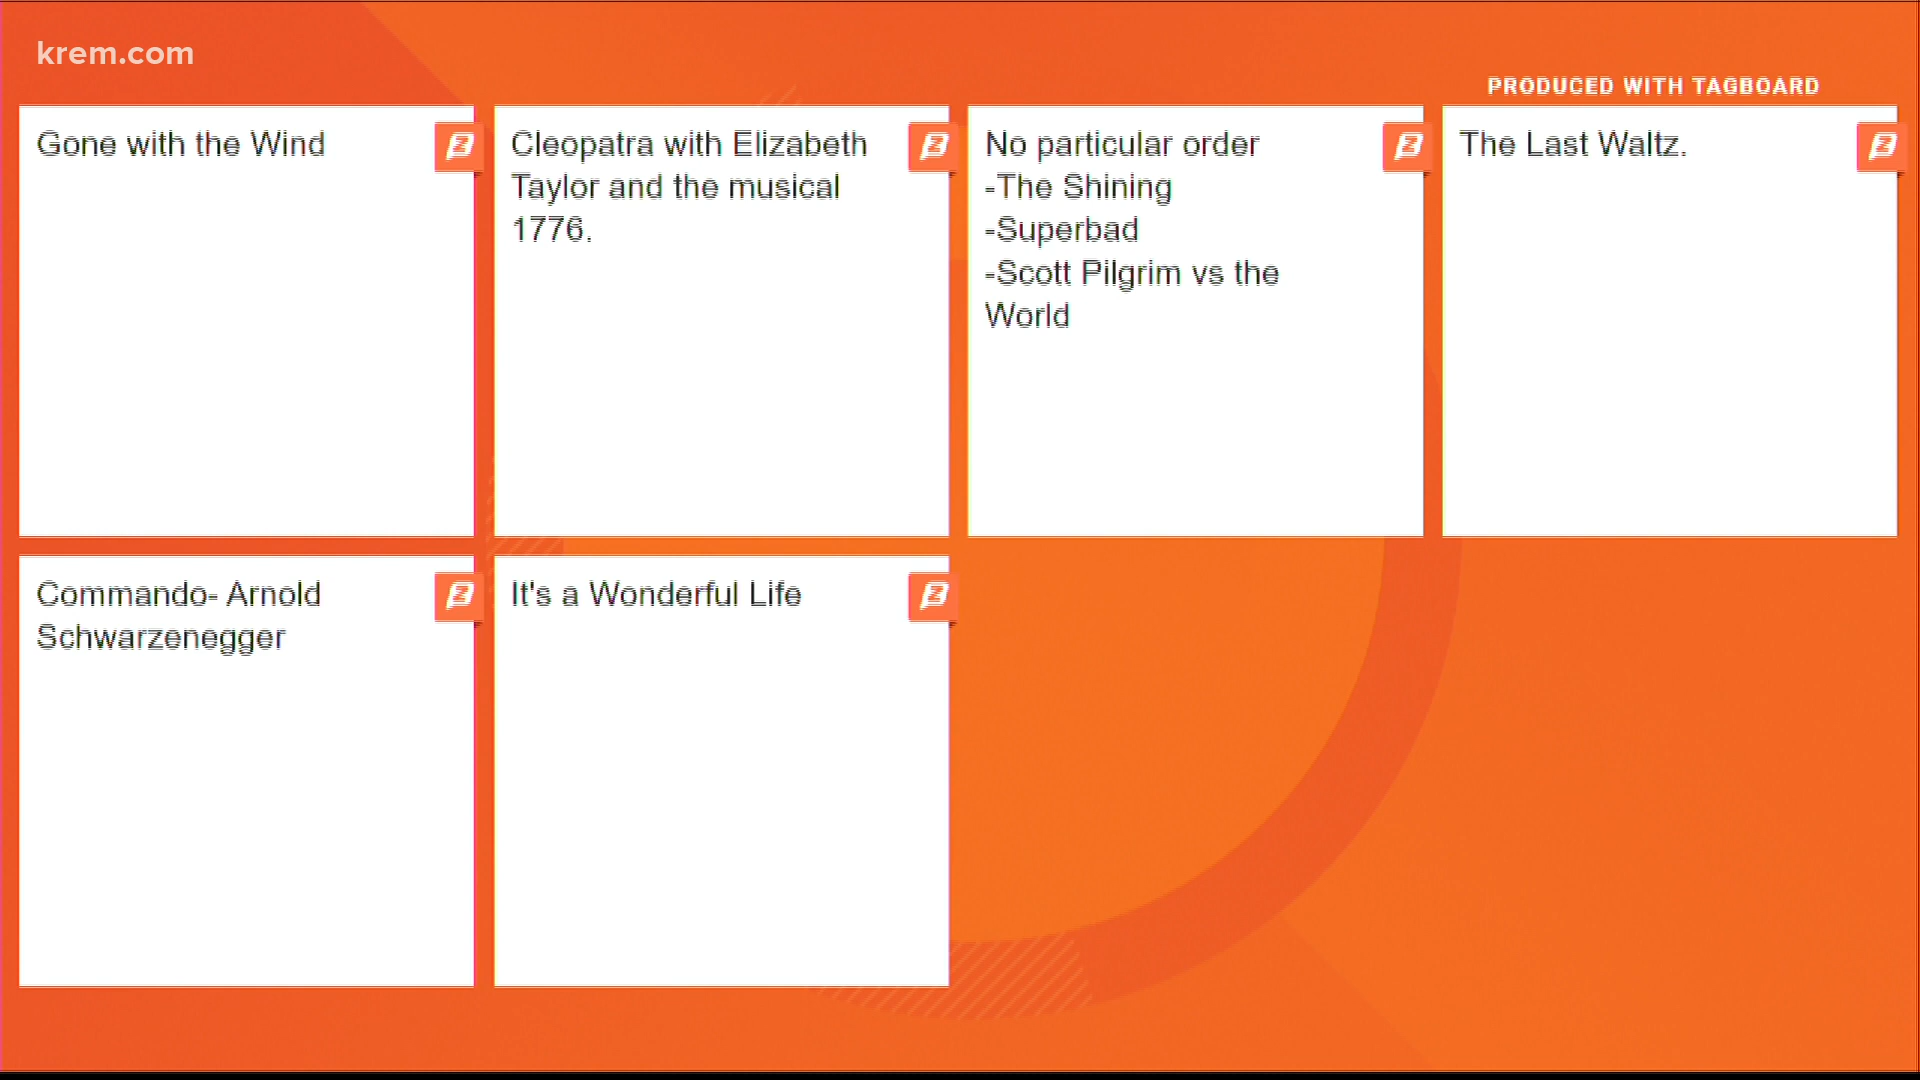 krem.com
PRODUCED WITH TAGBOARD
Gone with the Wind
Cleopatra with Elizabeth
Taylor and the musical
1776.
No particular order
-The Shining
-Superbad
-Scott Pilgrim vs the
World
The Last Waltz.
Commando- Arnold
Schwarzenegger
It's a Wonderful Life